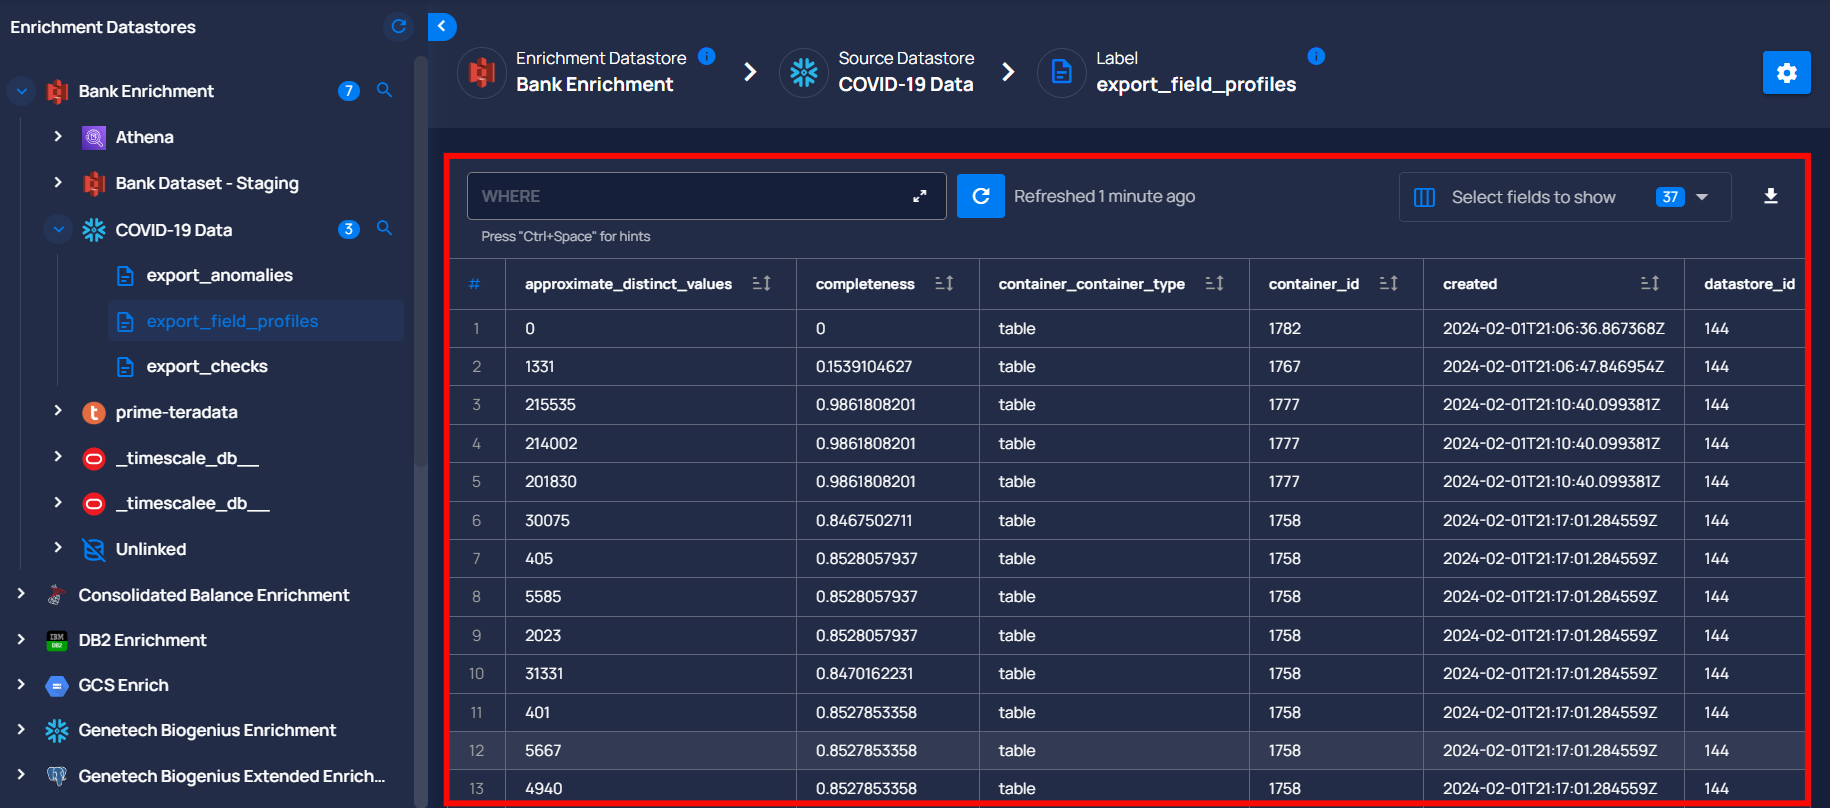 Enrichment Datastores
Bank Enrichment 7
Athena
Bank Dataset - Staging
COVID-19 Data 3
export_anomalies
export_field_profiles
export_checks
prime-teradata
_timescale_db__
_timescalee_db__
Unlinked
Consolidated Balance Enrichment
DB2 Enrichment
GCS Enrich
Genetech Biogenius Enrichment
Genetech Biogenius Extended Enrich...
Enrichment Datastore
Bank Enrichment
Source Datastore
COVID-19 Data
Label
export_field_profiles
WHERE Refreshed 1 minute ago Select fields to show 37
Press "Ctrl+Space" for hints
# approximate_distinct_values completeness container_container_type container_id created datastore_id
1 0 0 table 1782 2024-02-01T21:06:36.867368Z 144
2 1331 0.1539104627 table 1767 2024-02-01T21:06:47.846954Z 144
3 215535 0.9861808201 table 1777 2024-02-01T21:10:40.099381Z 144
4 214002 0.9861808201 table 1777 2024-02-01T21:10:40.099381Z 144
5 201830 0.9861808201 table 1777 2024-02-01T21:10:40.099381Z 144
6 30075 0.8467502711 table 1758 2024-02-01T21:17:01.284559Z 144
7 405 0.8528057937 table 1758 2024-02-01T21:17:01.284559Z 144
8 5585 0.8528057937 table 1758 2024-02-01T21:17:01.284559Z 144
9 2023 0.8528057937 table 1758 2024-02-01T21:17:01.284559Z 144
10 31331 0.8470162231 table 1758 2024-02-01T21:17:01.284559Z 144
11 401 0.8527853358 table 1758 2024-02-01T21:17:01.284559Z 144
12 5667 0.8527853358 table 1758 2024-02-01T21:17:01.284559Z 144
13 4940 0.8527853358 table 1758 2024-02-01T21:17:01.284559Z 144